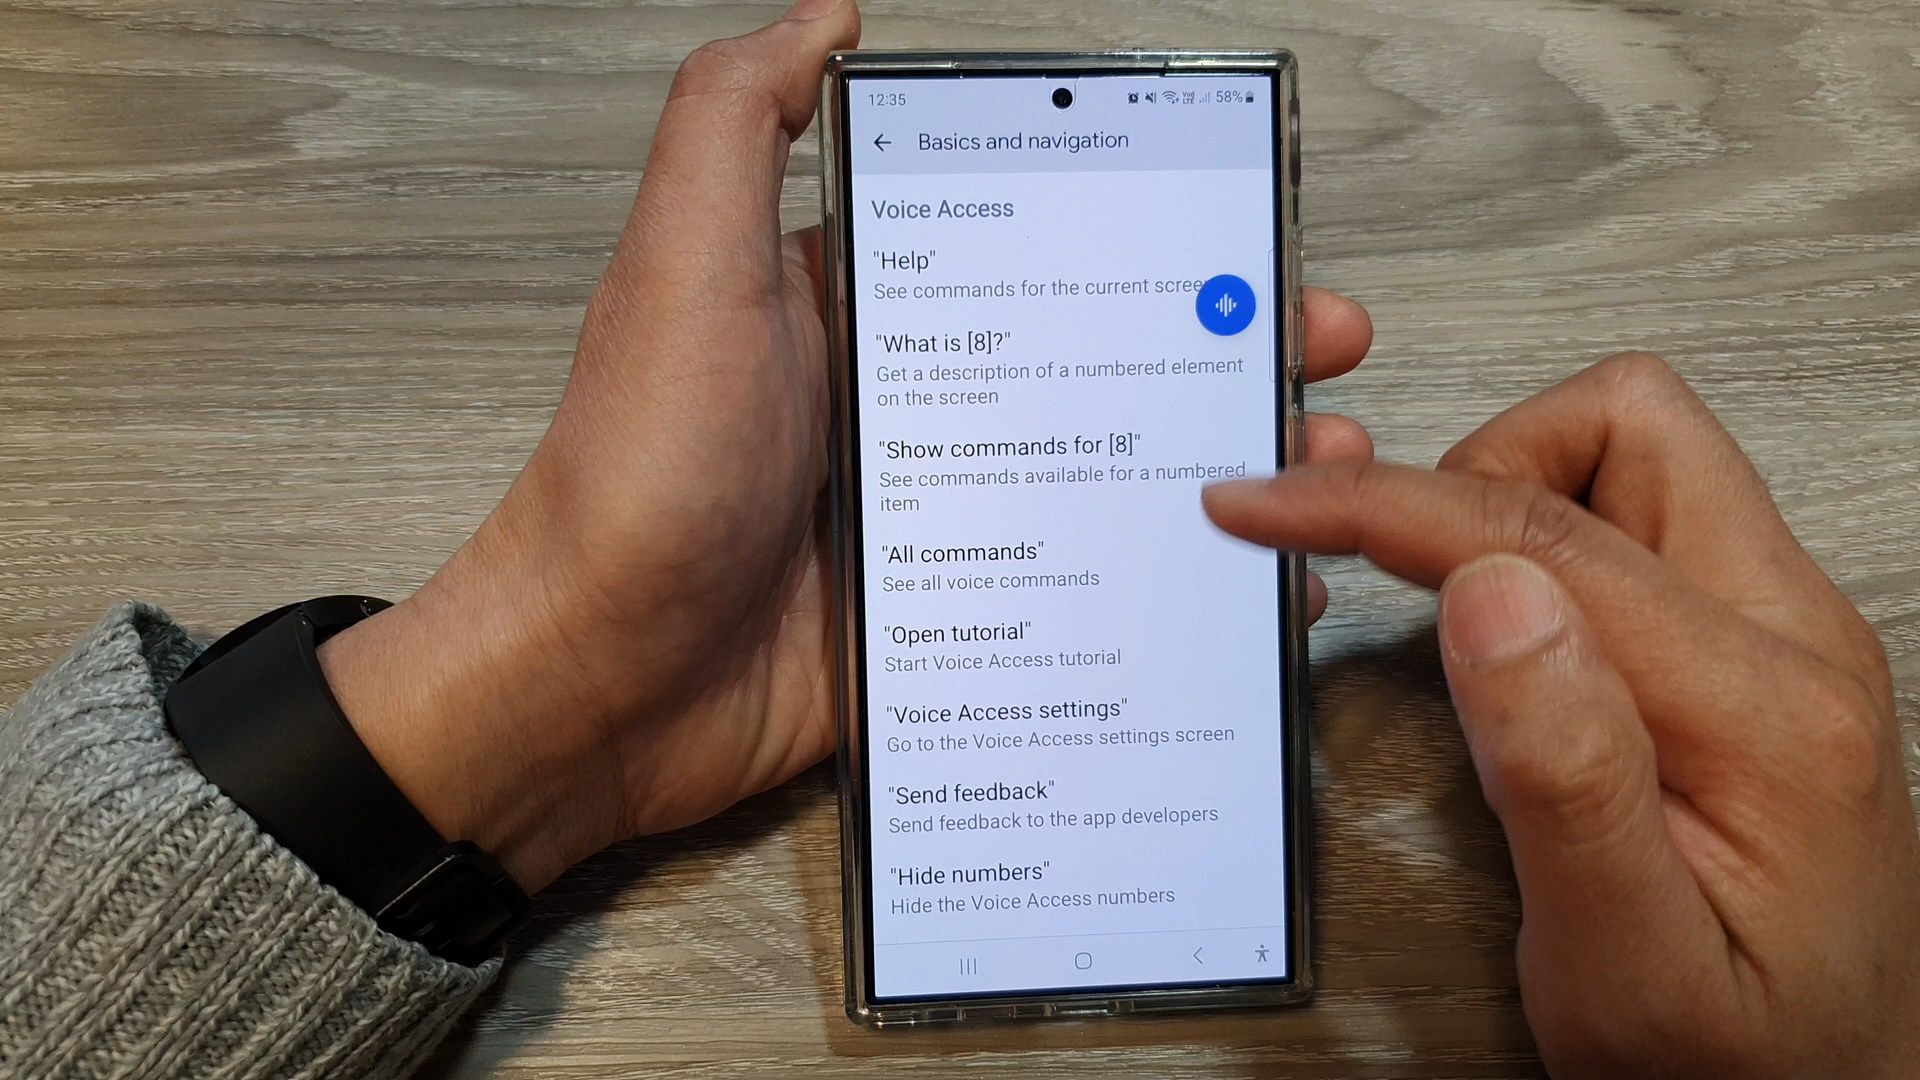 12:35
Vo))
LTE
58%
Basics and navigation
Voice Access
"Help"
See commands for the current scree
"What is [8]?"
Get a description of a numbered element
on the screen
"Show commands for [8]"
See commands available for a numbered
item
"All commands"
See all voice commands
"Open tutorial"
Start Voice Access tutorial
"Voice Access settings"
Go to the Voice Access settings screen
"Send feedback"
Send feedback to the app developers
"Hide numbers"
Hide the Voice Access numbers